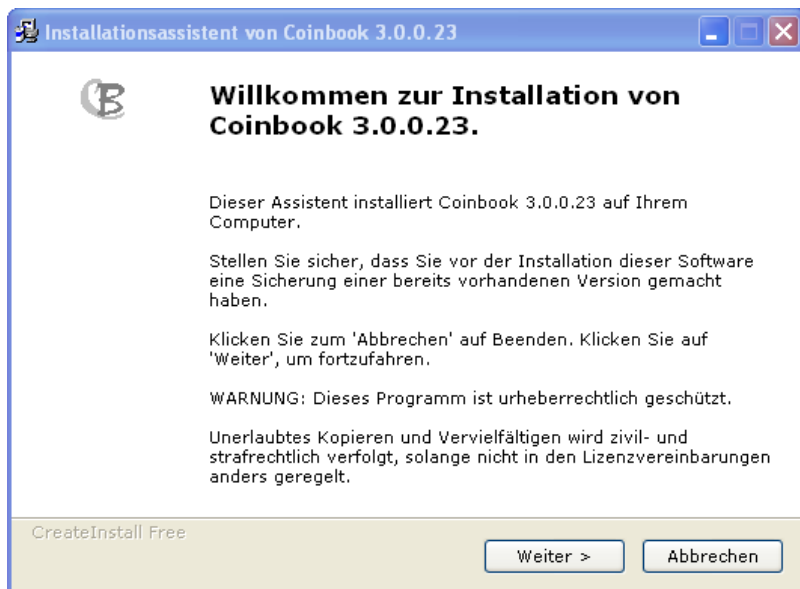 Installationsassistent von Coinbook 3.0.0.23
CB
Willkommen zur Installation von
Coinbook 3.0.0.23.
Dieser Assistent installiert Coinbook 3.0.0.23 auf Ihrem
Computer.
Stellen Sie sicher, dass Sie vor der Installation dieser Software
eine Sicherung einer bereits vorhandenen Version gemacht
haben.
Klicken Sie zum 'Abbrechen' auf Beenden. Klicken Sie auf
'Weiter', um fortzufahren.
WARNUNG: Dieses Programm ist urheberrechtlich geschützt.
Unerlaubtes Kopieren und Vervielfältigen wird zivil- und
strafrechtlich verfolgt, solange nicht in den Lizenzvereinbarungen
anders geregelt.
CreateInstall Free
Weiter >
Abbrechen